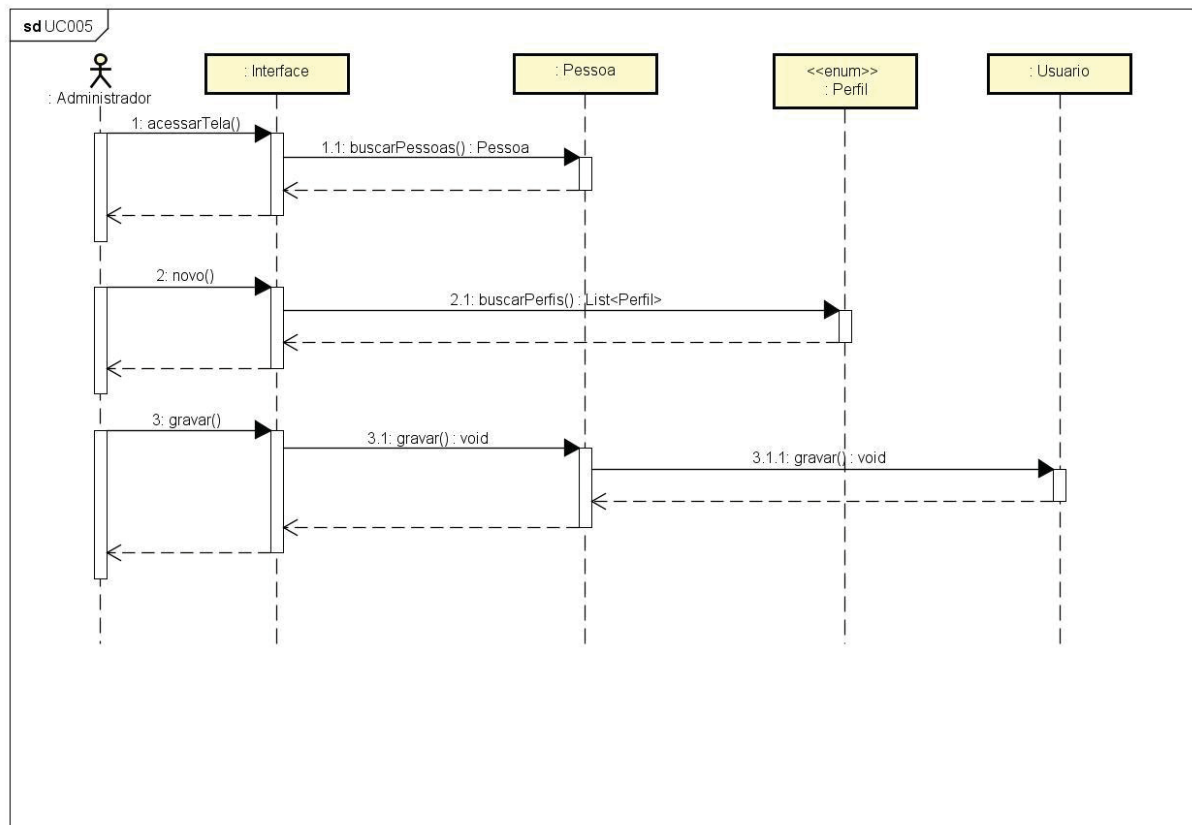 sd UC005
: Interface
: Pessoa
<<enum>>
: Perfil
: Usuario
: Administrador
1: acessarTela()
1.1: buscarPessoas() : Pessoa
2: novo()
2.1: buscarPerfis() : List<Perfil>
3: gravar()
3.1: gravar() : void
3.1.1: gravar() : void